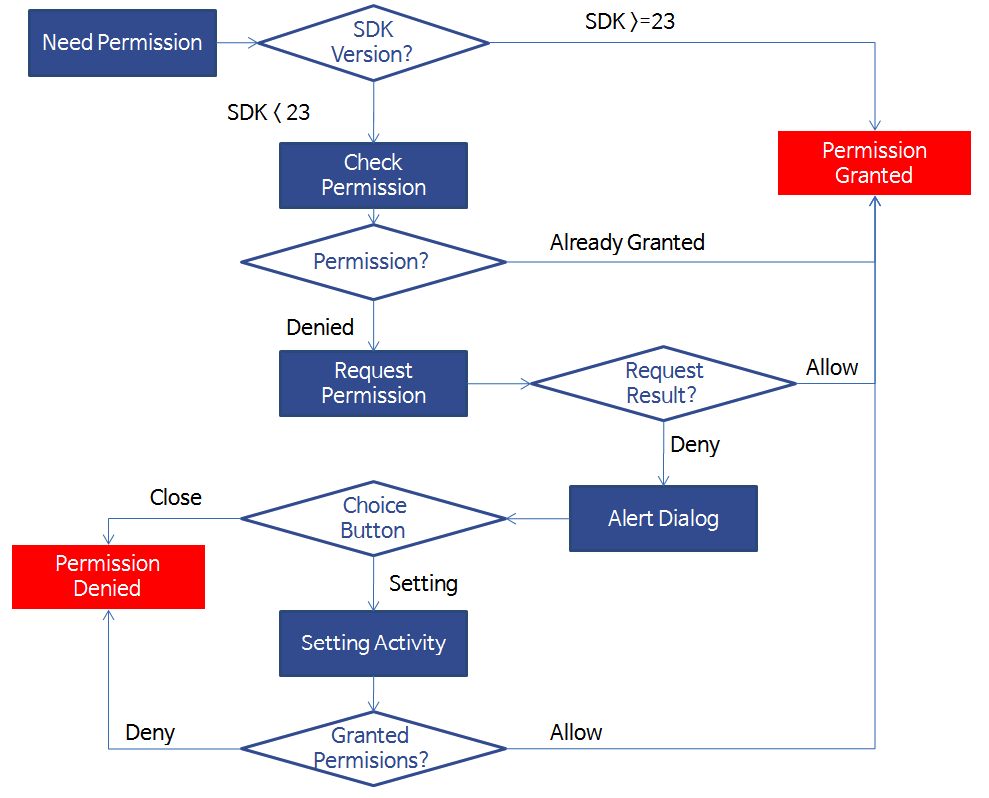 Need Permission
SDK
Version?
SDK >=23
SDK < 23
Check
Permission
Permission
Granted
Permission?
Already Granted
Denied
Request
Permission
Request
Result?
Allow
Deny
Close
Choice
Button
Alert Dialog
Permission
Denied
Setting
Setting Activity
Deny
Granted
Permisions?
Allow